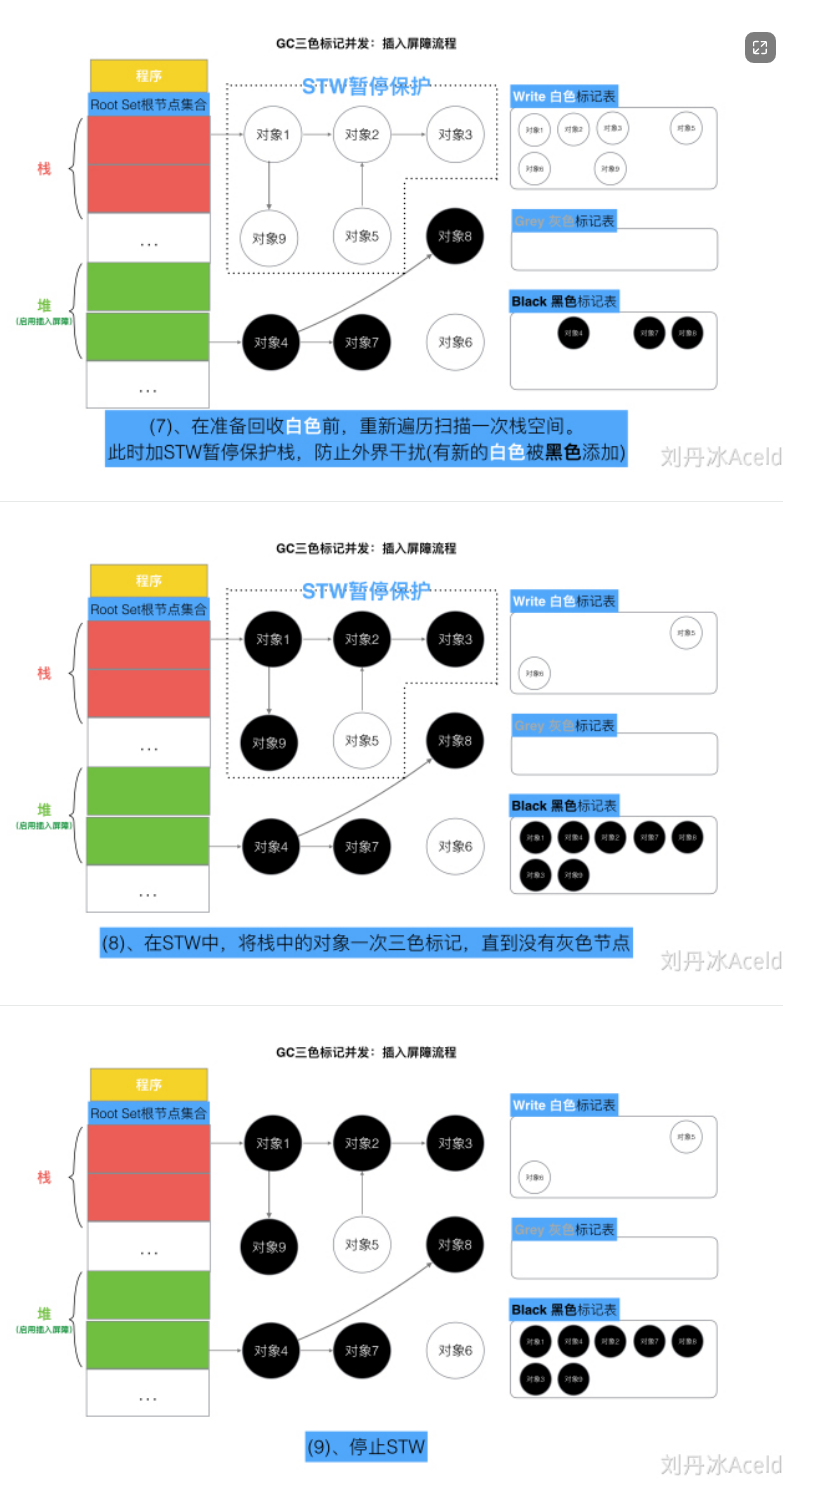 GC三色标记并发：插入屏障流程
程序
STW暂停保护
Root Set根节点集合
Write 白色标记表
对象1
对象2
对象3
对象1
对象2
对象3
对象5
栈
对象6
对象9
对象9
对象5
对象8
Grey 灰色标记表
...
堆
(启用插入屏障)
Black 黑色标记表
对象4
对象7
对象6
对象4
对象7
对象8
...
(7)、在准备回收白色前，重新遍历扫描一次栈空间。
此时加STW暂停保护栈，防止外界干扰(有新的白色被黑色添加)
刘丹冰Aceld
GC三色标记并发：插入屏障流程
程序
STW暂停保护
Root Set根节点集合
Write 白色标记表
对象1
对象2
对象3
对象5
栈
对象6
对象9
对象5
对象8
Grey 灰色标记表
...
堆
(启用插入屏障)
Black 黑色标记表
对象4
对象7
对象6
对象1
对象4
对象2
对象7
对象8
对象3
对象9
...
(8)、在STW中，将栈中的对象一次三色标记，直到没有灰色节点
刘丹冰Aceld
GC三色标记并发：插入屏障流程
程序
Root Set根节点集合
Write 白色标记表
对象1
对象2
对象3
对象5
栈
对象6
对象9
对象5
对象8
Grey 灰色标记表
...
堆
(启用插入屏障)
Black 黑色标记表
对象4
对象7
对象6
对象1
对象4
对象2
对象7
对象8
对象3
对象9
...
(9)、停止STW
刘丹冰Aceld